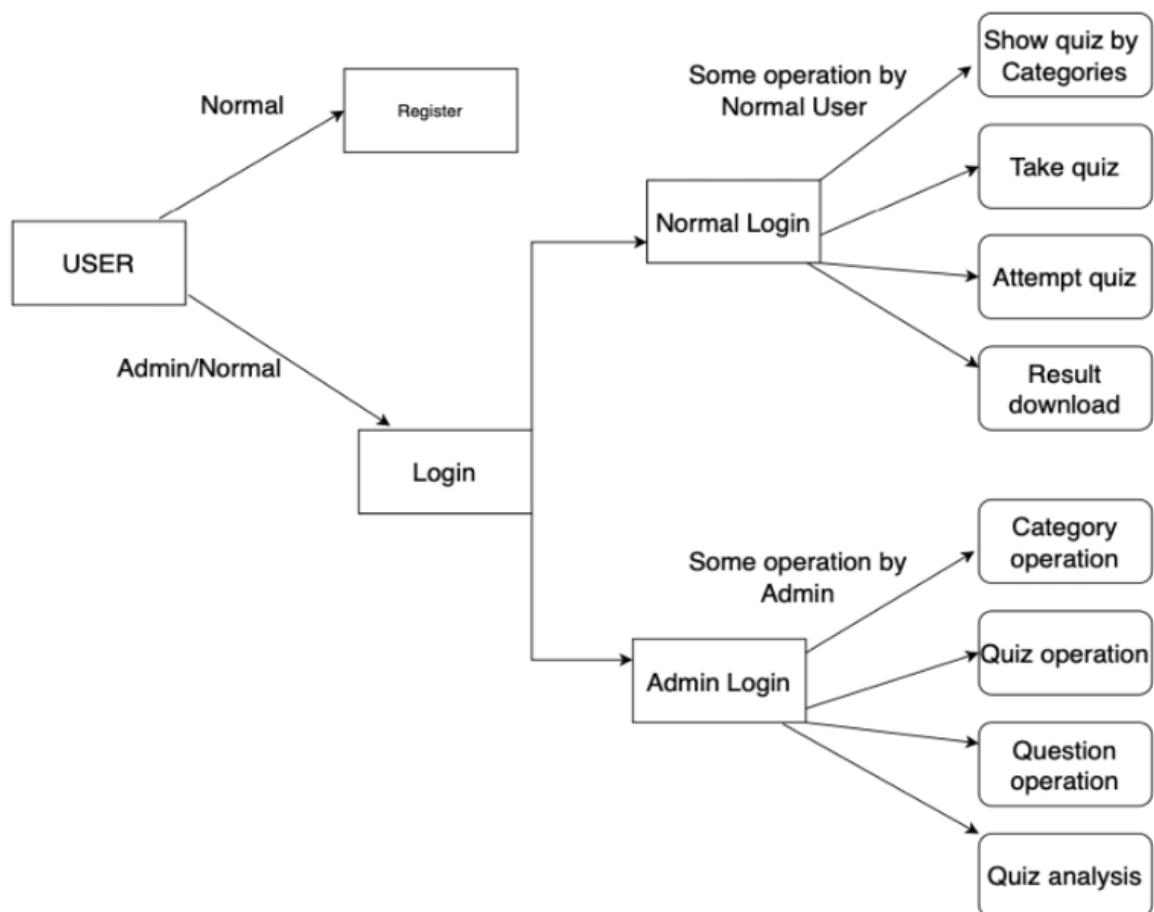 Normal
Register
USER
Admin/Normal
Login
Some operation by
Normal User
Normal Login
Show quiz by
Categories
Take quiz
Attempt quiz
Result
download
Some operation by
Admin
Admin Login
Category
operation
Quiz operation
Question
operation
Quiz analysis